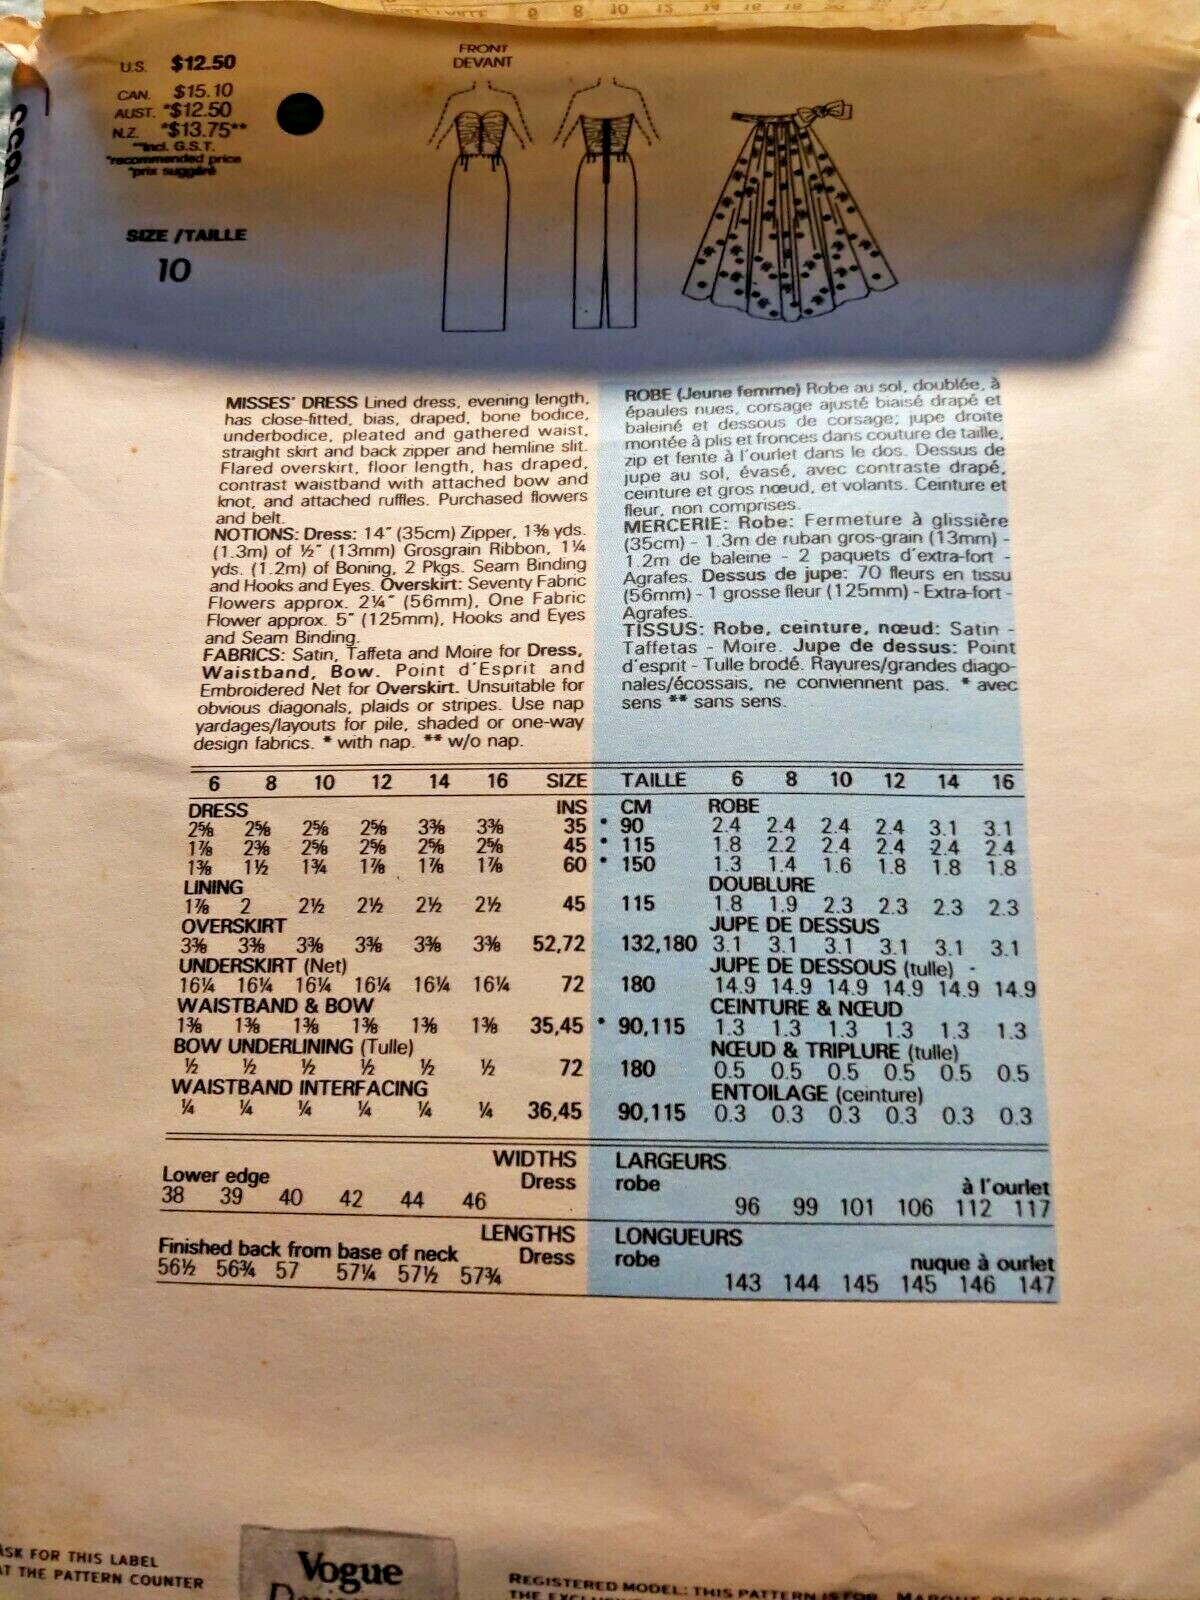 SIZE/TAILLE 6 8 10 12 14 16
U.S. $12.50
CAN. $15.10
AUST. *$12.50
N.Z. *$13.75**
**Incl. G.S.T.
*recommended price
*prix suggéré
SIZE /TAILLE
10
FRONT
DEVANT
MISSES' DRESS Lined dress, evening length,
has close-fitted, bias, draped, bone bodice,
underbodice, pleated and gathered waist,
straight skirt and back zipper and hemline slit.
Flared overskirt, floor length, has draped,
contrast waistband with attached bow and
knot, and attached ruffles. Purchased flowers
and belt.
NOTIONS: Dress: 14" (35cm) Zipper, 1⅜ yds.
(1.3m) of ½" (13mm) Grosgrain Ribbon, 1¼
yds. (1.2m) of Boning, 2 Pkgs. Seam Binding
and Hooks and Eyes. Overskirt: Seventy Fabric
Flowers approx. 2¼" (56mm), One Fabric
Flower approx. 5" (125mm), Hooks and Eyes
and Seam Binding.
FABRICS: Satin, Taffeta and Moire for Dress,
Waistband, Bow. Point d'Esprit and
Embroidered Net for Overskirt. Unsuitable for
obvious diagonals, plaids or stripes. Use nap
yardages/layouts for pile, shaded or one-way
design fabrics. * with nap. ** w/o nap.
ROBE (Jeune femme) Robe au sol, doublée, à
épaules nues, corsage ajusté biaisé drapé et
baleiné et dessous de corsage; jupe droite
montée à plis et fronces dans couture de taille,
zip et fente à l'ourlet dans le dos. Dessus de
jupe au sol, évasé, avec contraste drapé,
ceinture et gros nœud, et volants. Ceinture et
fleur, non comprises.
MERCERIE: Robe: Fermeture à glissière
(35cm) - 1.3m de ruban gros-grain (13mm) -
1.2m de baleine - 2 paquets d'extra-fort -
Agrafes. Dessus de jupe: 70 fleurs en tissu
(56mm) - 1 grosse fleur (125mm) - Extra-fort -
Agrafes.
TISSUS: Robe, ceinture, nœud: Satin -
Taffetas - Moire. Jupe de dessus: Point
d'esprit - Tulle brodé. Rayures/grandes diago-
nales/écossais, ne conviennent pas. * avec
sens ** sans sens.
6 8 10 12 14 16 SIZE TAILLE 6 8 10 12 14 16
DRESS INS CM ROBE
2⅝ 2⅝ 2⅝ 2⅝ 3⅜ 3⅜ 35 * 90 2.4 2.4 2.4 2.4 3.1 3.1
1⅞ 2⅜ 2⅝ 2⅝ 2⅝ 2⅝ 45 * 115 1.8 2.2 2.4 2.4 2.4 2.4
1⅜ 1½ 1¾ 1⅞ 1⅞ 1⅞ 60 * 150 1.3 1.4 1.6 1.8 1.8 1.8
LINING DOUBLURE
1⅞ 2 2½ 2½ 2½ 2½ 45 115 1.8 1.9 2.3 2.3 2.3 2.3
OVERSKIRT JUPE DE DESSUS
3⅜ 3⅜ 3⅜ 3⅜ 3⅜ 3⅜ 52,72 132,180 3.1 3.1 3.1 3.1 3.1 3.1
UNDERSKIRT (Net) JUPE DE DESSOUS (tulle)
16¼ 16¼ 16¼ 16¼ 16¼ 16¼ 72 180 14.9 14.9 14.9 14.9 14.9 14.9
WAISTBAND & BOW CEINTURE & NŒUD
1⅜ 1⅜ 1⅜ 1⅜ 1⅜ 1⅜ 35,45 * 90,115 1.3 1.3 1.3 1.3 1.3 1.3
BOW UNDERLINING (Tulle) NŒUD & TRIPLURE (tulle)
½ ½ ½ ½ ½ ½ 72 180 0.5 0.5 0.5 0.5 0.5 0.5
WAISTBAND INTERFACING ENTOILAGE (ceinture)
¼ ¼ ¼ ¼ ¼ ¼ 36,45 90,115 0.3 0.3 0.3 0.3 0.3 0.3
WIDTHS LARGEURS
Lower edge Dress robe à l'ourlet
38 39 40 42 44 46 96 99 101 106 112 117
LENGTHS LONGUEURS
Finished back from base of neck Dress robe nuque à ourlet
56½ 56¾ 57 57¼ 57½ 57¾ 143 144 145 145 146 147
ASK FOR THIS LABEL
AT THE PATTERN COUNTER
Vogue
REGISTERED MODEL: THIS PATTERN IS FOR